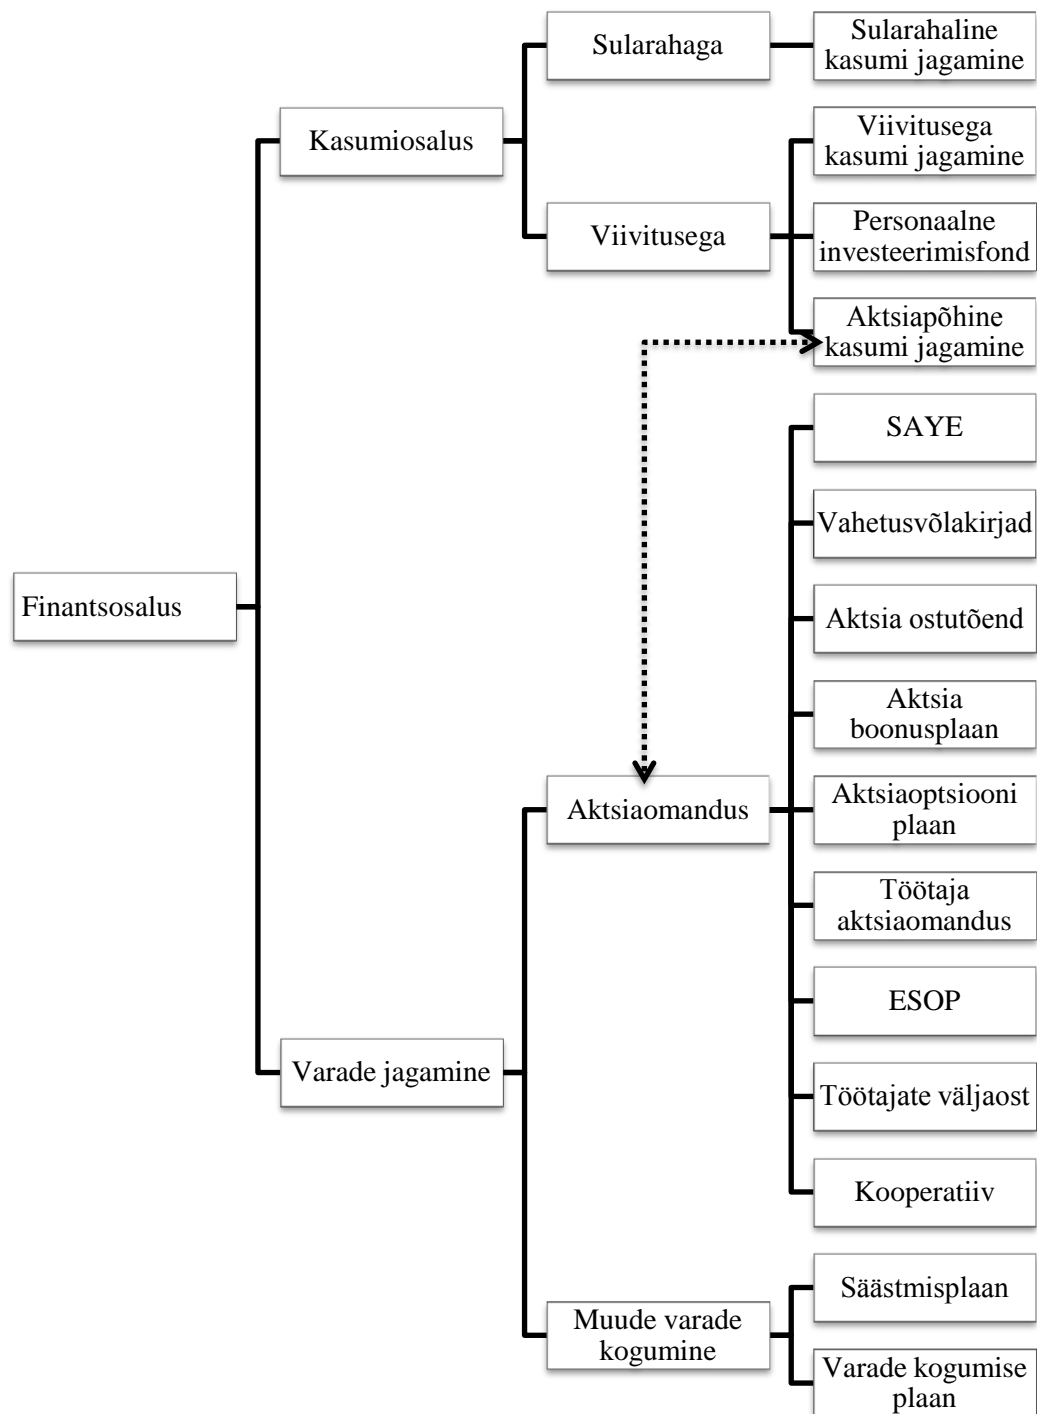 Sularahaga
Sularahaline
kasumi jagamine
Kasumiosalus
Viivitusega
kasumi jagamine
Viivitusega
Personaalne
investeerimisfond
Aktsiapõhine
kasumi jagamine
SAYE
Vahetusvõlakirjad
Finantsosalus
Aktsia ostutõend
Aktsia
boonusplaan
Aktsiaomandus
Aktsiaoptsiooni
plaan
Töötaja
aktsiaomandus
ESOP
Varade jagamine
Töötajate väljaost
Kooperatiiv
Säästmisplaan
Muude varade
kogumine
Varade kogumise
plaan